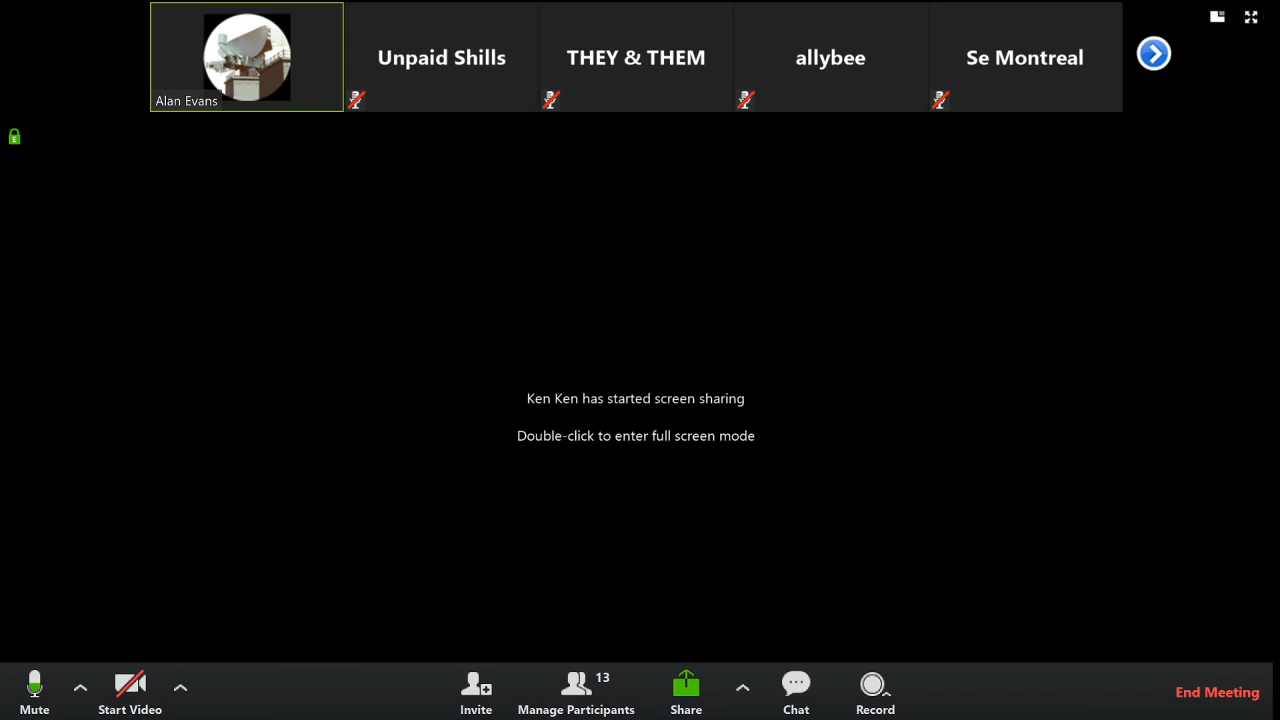 Alan Evans
Unpaid Shills
THEY & THEM
allybee
Se Montreal
E
Ken Ken has started screen sharing
Double-click to enter full screen mode
Mute
Start Video
Invite
13
Manage Participants
Share
Chat
Record
End Meeting